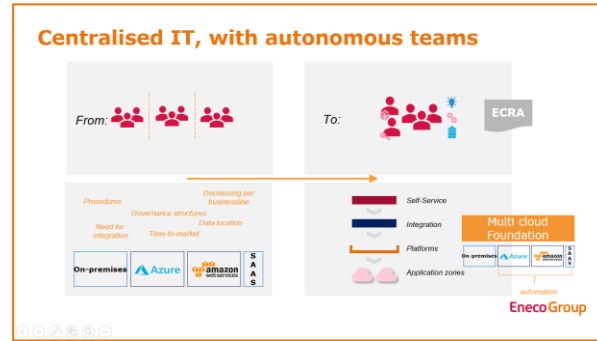 Centralised IT, with autonomous teams
From:
To:
ECRA
Procedures
Decisioning per
businessline
Governance structures
Need for
integration
Data location
Time-to-market
On-premises
Azure
amazon
webservices
S
A
A
S
Self-Service
Integration
Platforms
Application zones
Multi cloud
Foundation
On-premises
Azure
amazon
webservices
S
A
A
S
automation
EnecoGroup